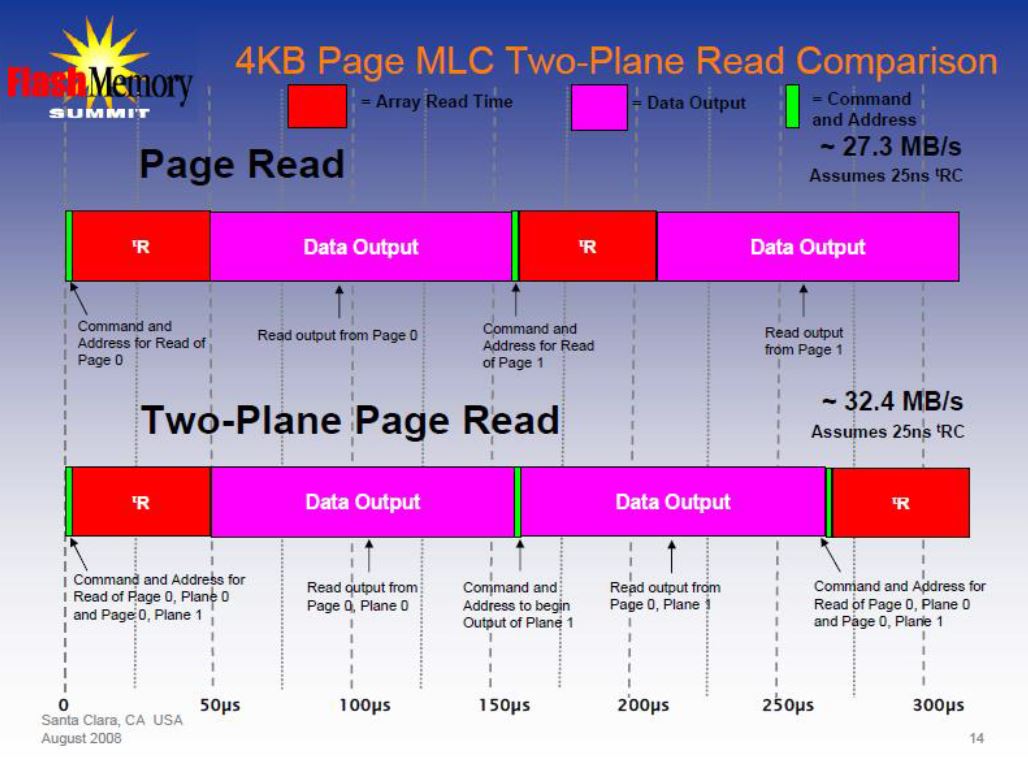 FlashMemory
SUMMIT
4KB Page MLC Two-Plane Read Comparison
= Array Read Time
= Data Output
= Command
and Address
Page Read
~ 27.3 MB/s
Assumes 25ns tRC
tR
Data Output
tR
Data Output
Command and
Address for Read of
Page 0
Read output from Page 0
Command and
Address for Read
of Page 1
Read output
from Page 1
Two-Plane Page Read
~ 32.4 MB/s
Assumes 25ns tRC
tR
Data Output
Data Output
tR
Command and Address for
Read of Page 0, Plane 0
and Page 0, Plane 1
Read output from
Page 0, Plane 0
Command and
Address to begin
Output of Plane 1
Read output from
Page 0, Plane 1
Command and Address for
Read of Page 0, Plane 0
and Page 0, Plane 1
0
50µs
100µs
150µs
200µs
250µs
300µs
Santa Clara, CA USA
August 2008
14